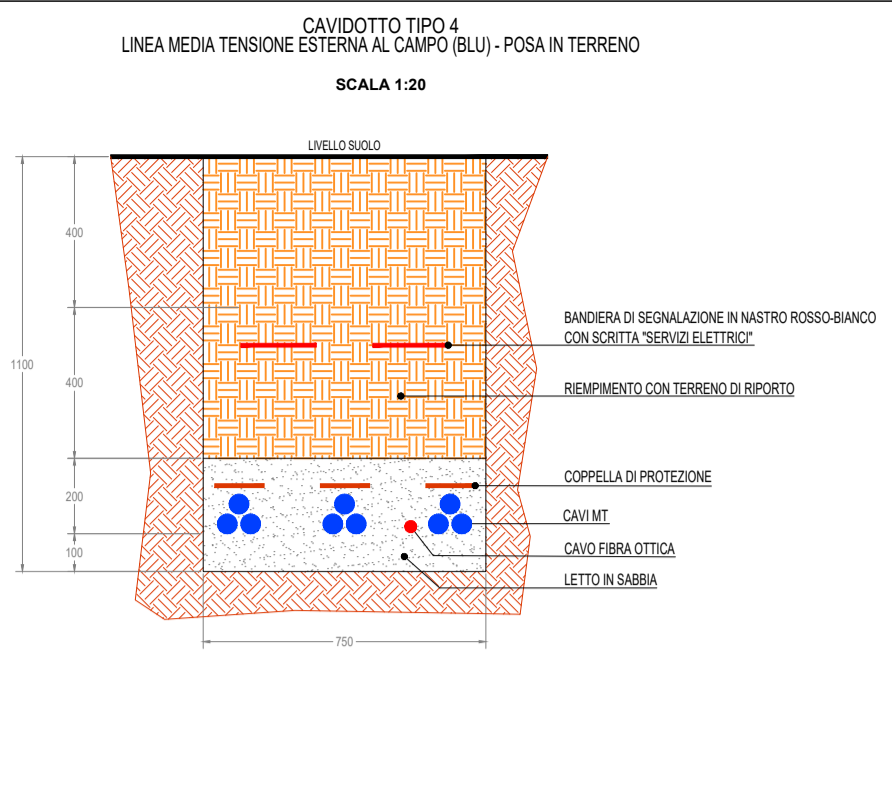 CAVIDOTTO TIPO 4
LINEA MEDIA TENSIONE ESTERNA AL CAMPO (BLU) - POSA IN TERRENO
SCALA 1:20
LIVELLO SUOLO
400
BANDIERA DI SEGNALAZIONE IN NASTRO ROSSO-BIANCO
CON SCRITTA "SERVIZI ELETTRICI"
1100
400
RIEMPIMENTO CON TERRENO DI RIPORTO
COPPELLA DI PROTEZIONE
200
CAVI MT
CAVO FIBRA OTTICA
100
LETTO IN SABBIA
750